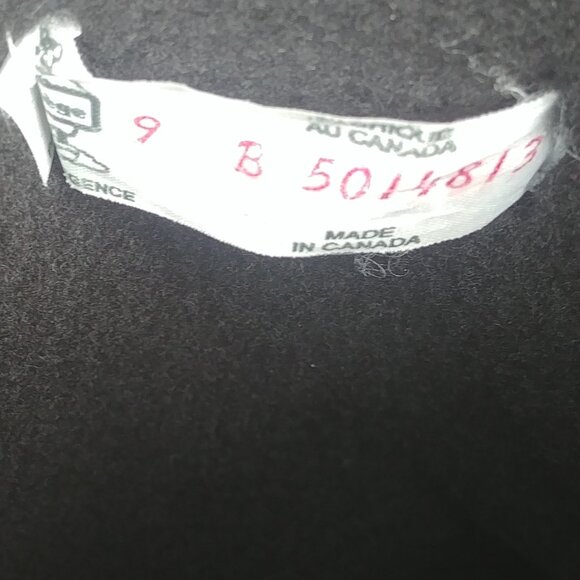 AU CANADA
9 B 5014813
RENCE
MADE
IN CANADA